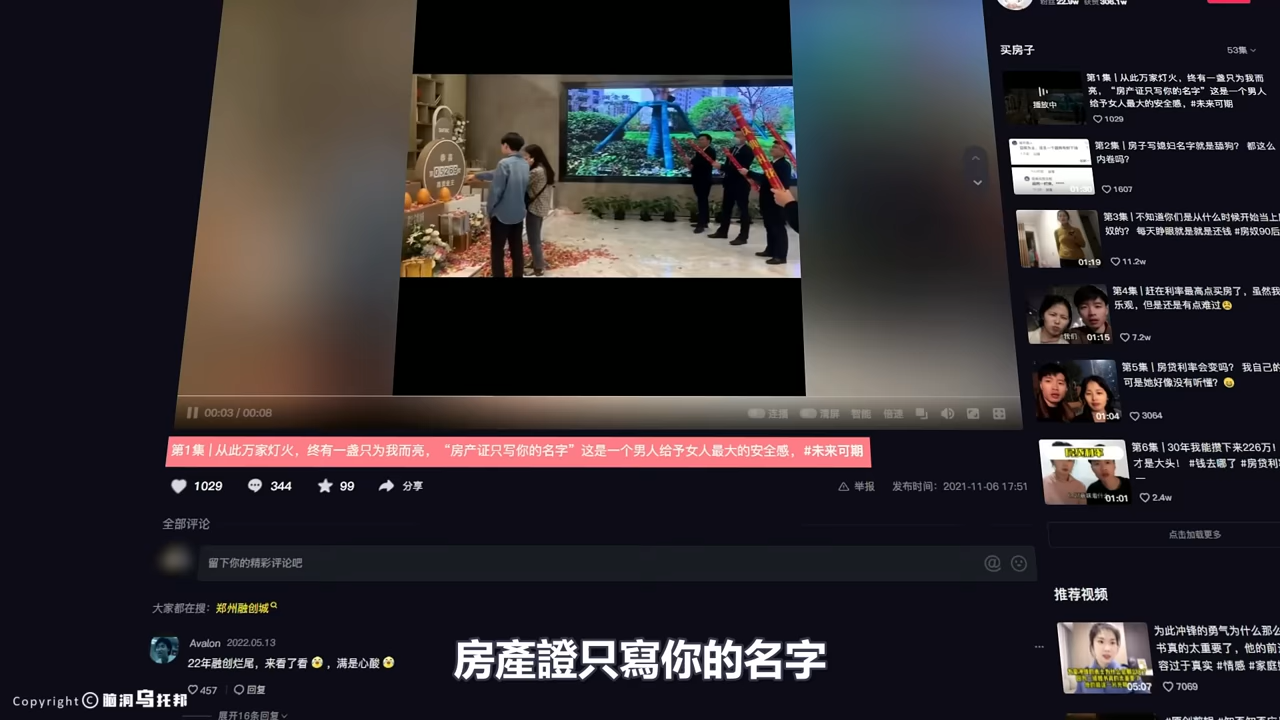 买房子
53集
第1集 | 从此万家灯火，终有一盏只为我而
亮，“房产证只写你的名字”这是一个男人
给予女人最大的安全感，#未来可期
播放中
1029
第2集 | 房子写媳妇名字就是舔狗？ 都这么
内卷吗？
01:30
1607
第3集 | 不知道你们是从什么时候开始当上
奴的？ 每天睁眼就是就是还钱 #房奴90后
01:19
11.2w
第4集 | 赶在利率最高点买房了，虽然我
乐观，但是还是有点难过
我们
01:15
7.2w
第5集 | 房贷利率会变吗？ 我自己的
可是她好像没有听懂？
01:04
3064
第6集 | 30年我能攒下来226万！
才是大头！ #钱去哪了 #房贷利
01:01
2.4w
点击加载更多
00:03 / 00:08
连播
清屏
智能
倍速
第1集 | 从此万家灯火，终有一盏只为我而亮，“房产证只写你的名字”这是一个男人给予女人最大的安全感，#未来可期
1029
344
99
分享
举报
发布时间：2021-11-06 17:51
全部评论
留下你的精彩评论吧
@
大家都在搜：郑州融创城
Avalon 2022.05.13
22年融创烂尾，来看了看，满是心酸
457
回复
展开16条回复
推荐视频
为此冲锋的勇气为什么那么
书真的太重要了，他的前
容过于真实 #情感 #家庭
05:07
7069
房產證只寫你的名字
Copyright © 脑洞乌托邦